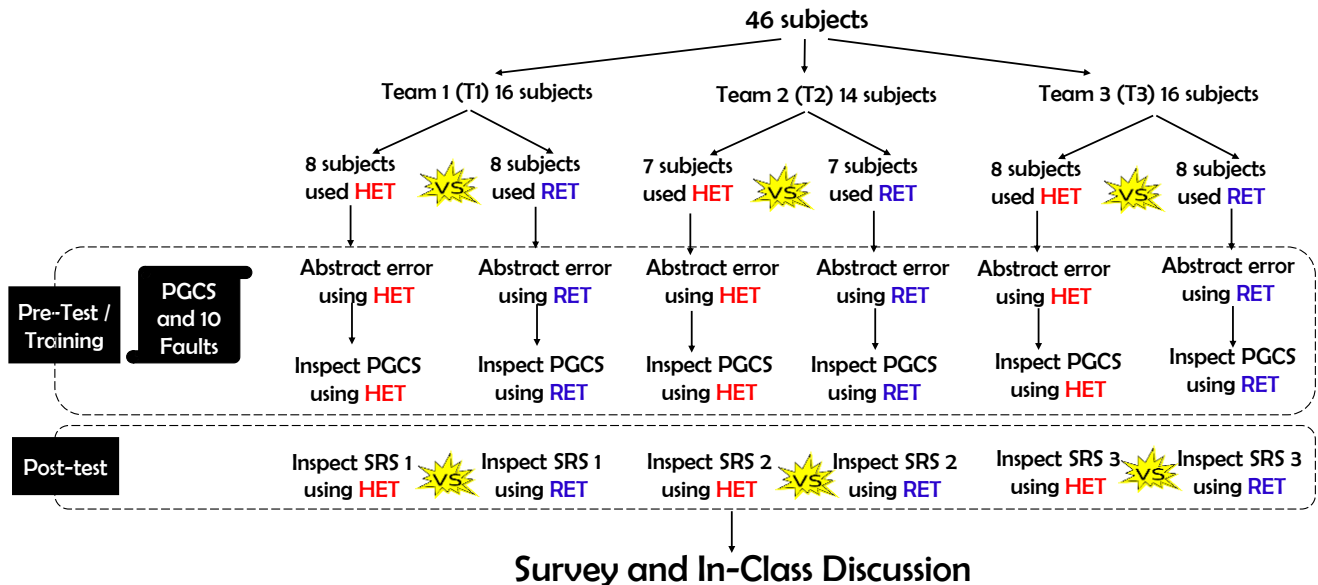 46 subjects
Team 1 (T1) 16 subjects
Team 2 (T2) 14 subjects
Team 3 (T3) 16 subjects
8 subjects
used HET
VS
8 subjects
used RET
7 subjects
used HET
VS
7 subjects
used RET
8 subjects
used HET
VS
8 subjects
used RET
Pre-Test /
Training
PGCS
and 10
Faults
Abstract error
using HET
Abstract error
using RET
Abstract error
using HET
Abstract error
using RET
Abstract error
using HET
Abstract error
using RET
Inspect PGCS
using HET
Inspect PGCS
using RET
Inspect PGCS
using HET
Inspect PGCS
using RET
Inspect PGCS
using HET
Inspect PGCS
using RET
Post-test
Inspect SRS 1
using HET
VS
Inspect SRS 1
using RET
Inspect SRS 2
using HET
VS
Inspect SRS 2
using RET
Inspect SRS 3
using HET
VS
Inspect SRS 3
using RET
Survey and In-Class Discussion